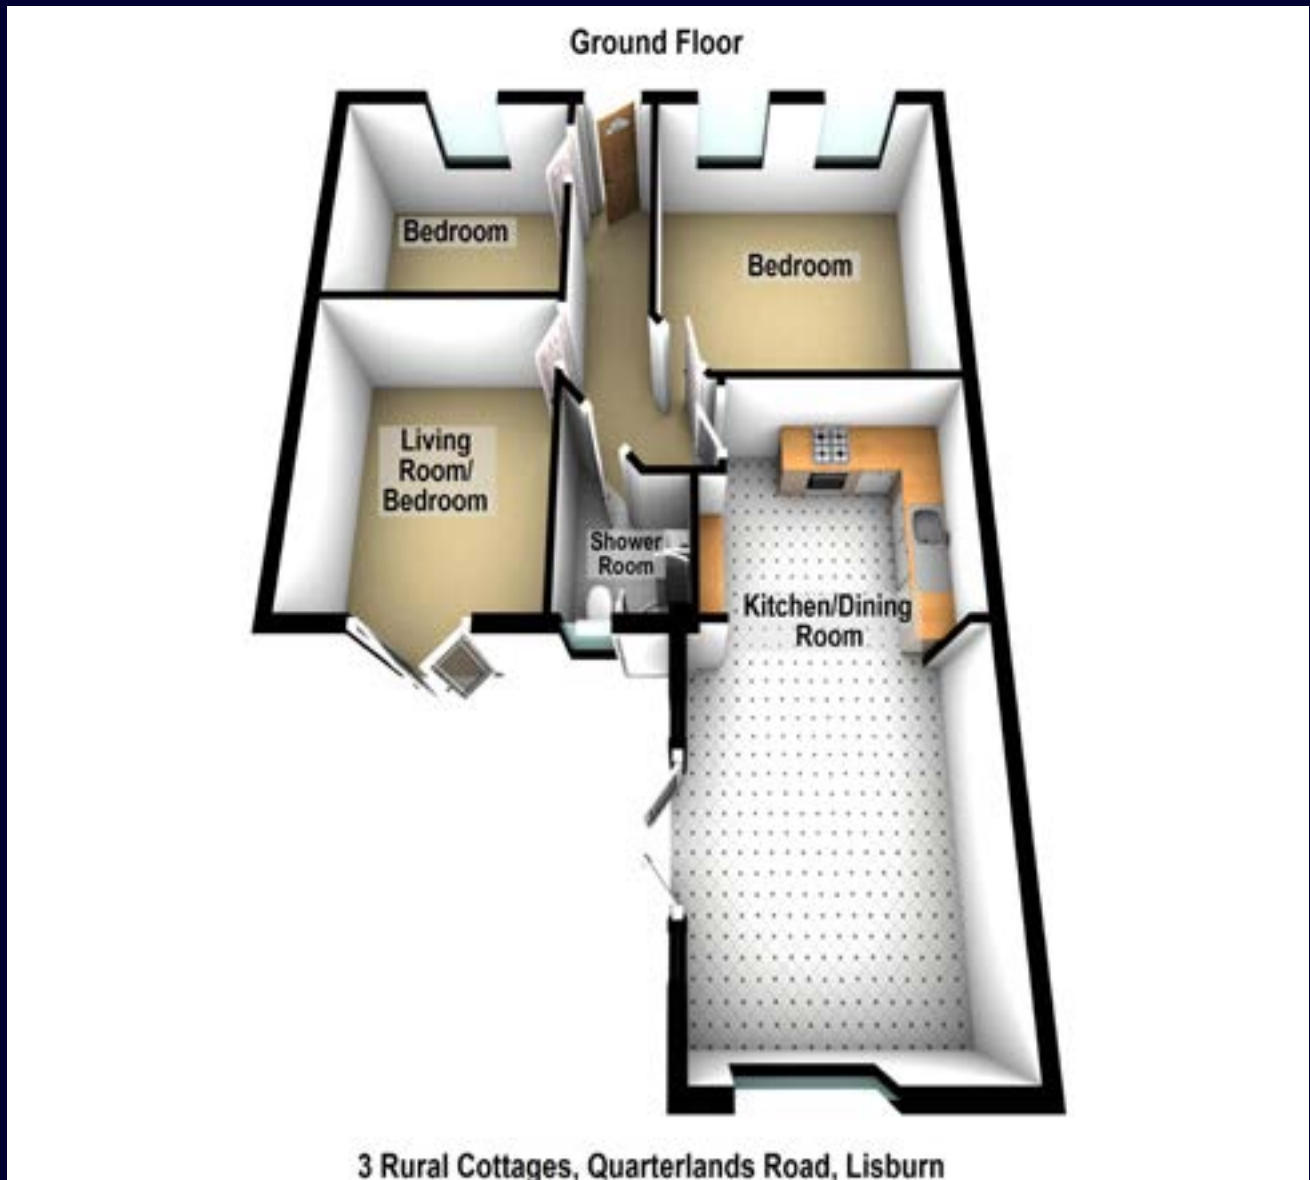 Ground Floor
Bedroom
Bedroom
Living
Room/
Bedroom
Shower
Room
Kitchen/Dining
Room
3 Rural Cottages, Quarterlands Road, Lisburn